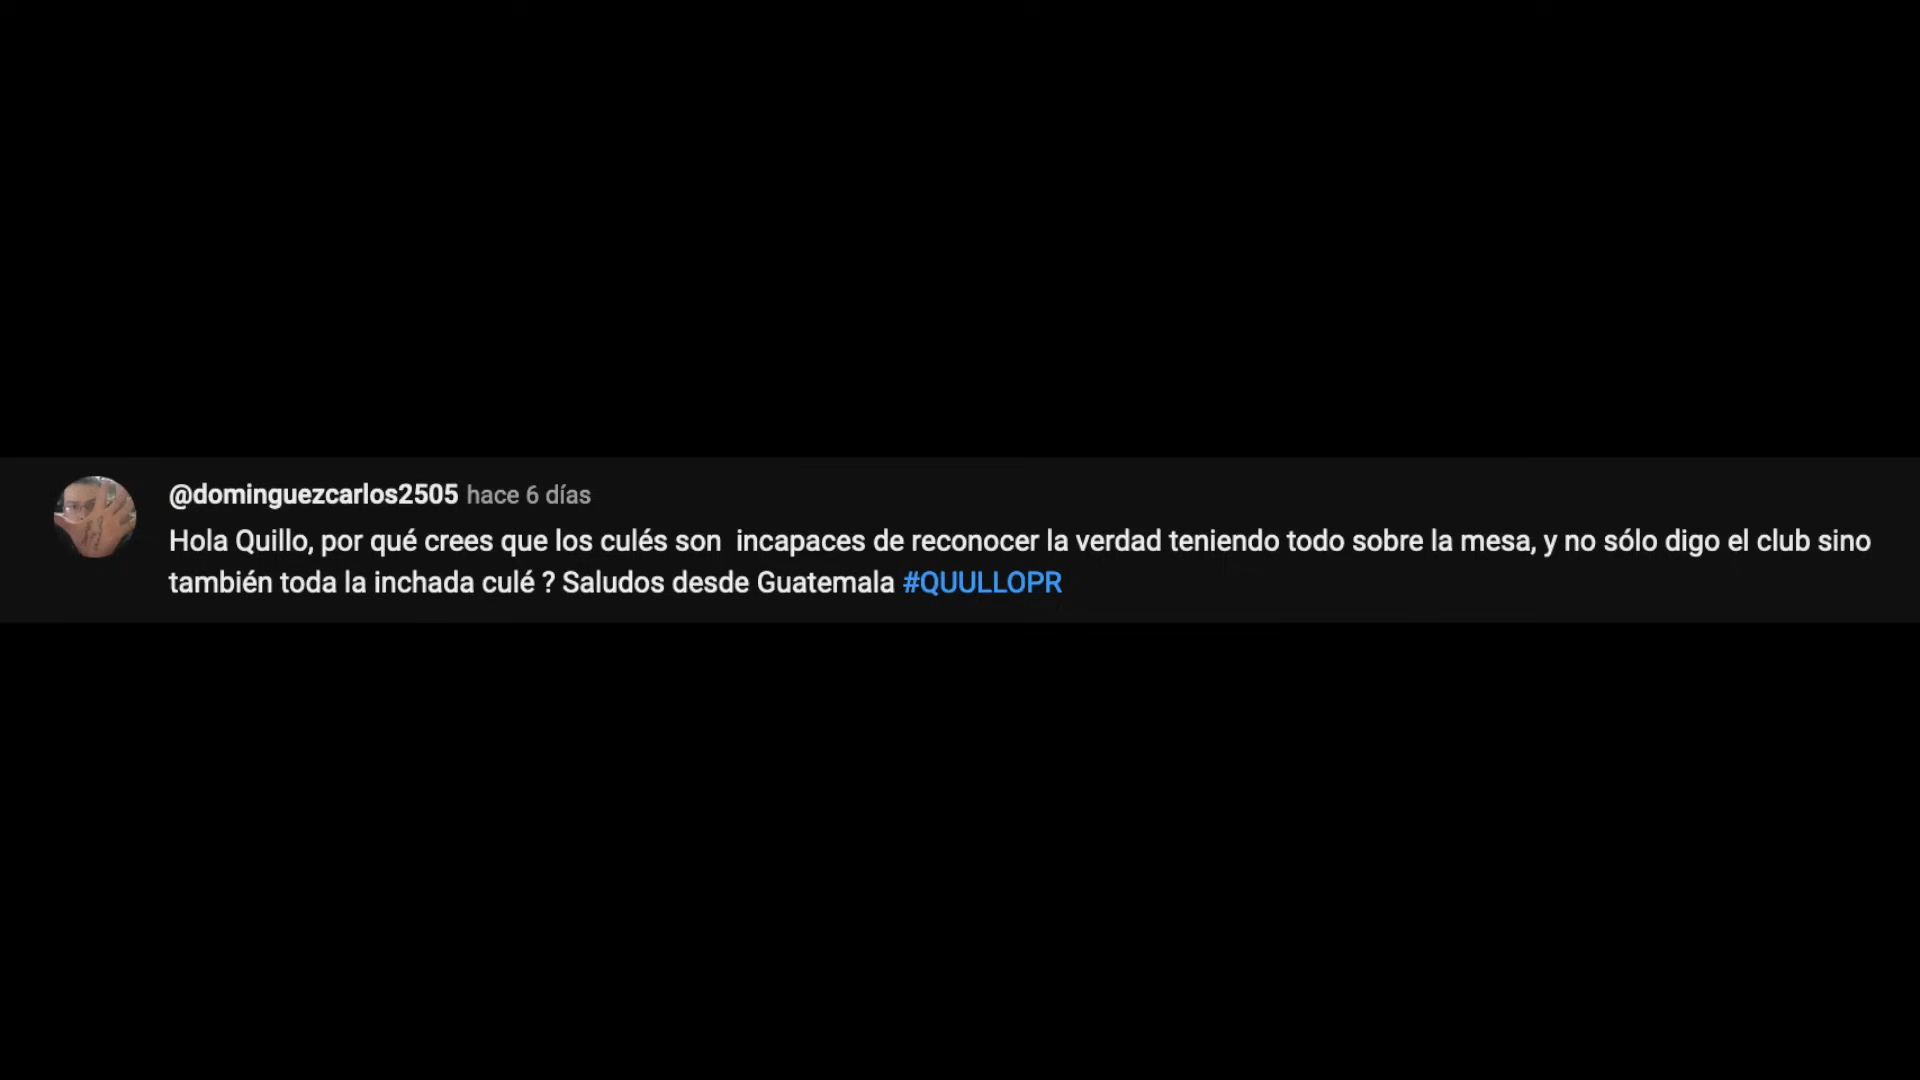 @dominguezcarlos2505 hace 6 días
Hola Quillo, por qué crees que los culés son  incapaces de reconocer la verdad teniendo todo sobre la mesa, y no sólo digo el club sino
también toda la inchada culé ? Saludos desde Guatemala #QUULLOPR